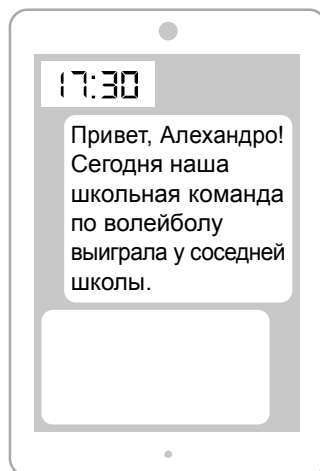 17:30
Привет, Алехандро!
Сегодня наша
школьная команда
по волейболу
выиграла у соседней
школы.